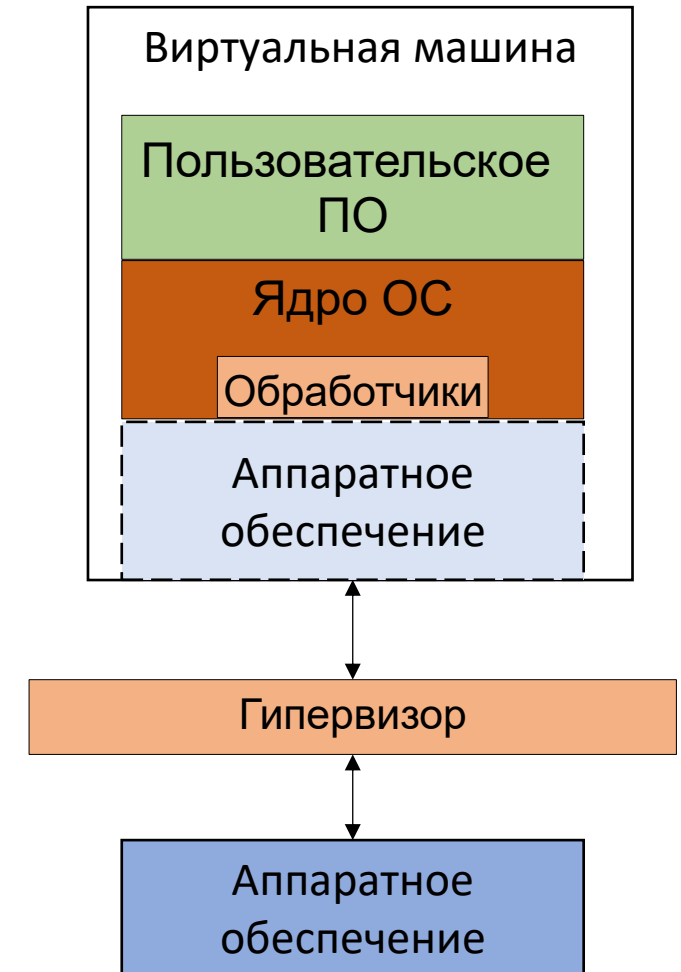 Виртуальная машина
Пользовательское
ПО
Ядро ОС
Обработчики
Аппаратное
обеспечение
Гипервизор
Аппаратное
обеспечение